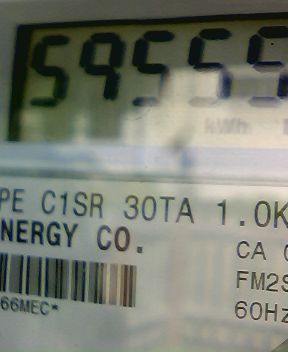 59555
kWh
PE C1SR 30TA 1.0K
NERGY CO.
CA
FM2S
66MEC*
60Hz